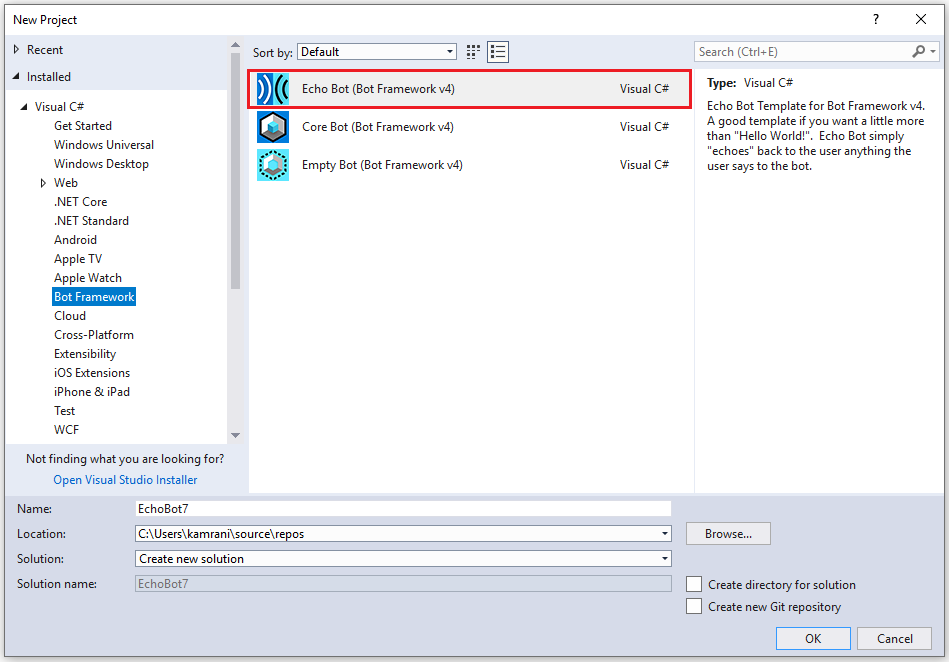 New Project
?
Recent
Installed
Visual C#
Get Started
Windows Universal
Windows Desktop
Web
.NET Core
.NET Standard
Android
Apple TV
Apple Watch
Bot Framework
Cloud
Cross-Platform
Extensibility
iOS Extensions
iPhone & iPad
Test
WCF
Not finding what you are looking for?
Open Visual Studio Installer
Sort by: Default
Echo Bot (Bot Framework v4) Visual C#
Core Bot (Bot Framework v4) Visual C#
Empty Bot (Bot Framework v4) Visual C#
Search (Ctrl+E)
Type: Visual C#
Echo Bot Template for Bot Framework v4.
A good template if you want a little more
than "Hello World!". Echo Bot simply
"echoes" back to the user anything the
user says to the bot.
Name: EchoBot7
Location: C:\Users\kamrani\source\repos Browse...
Solution: Create new solution
Solution name: EchoBot7
Create directory for solution
Create new Git repository
OK Cancel